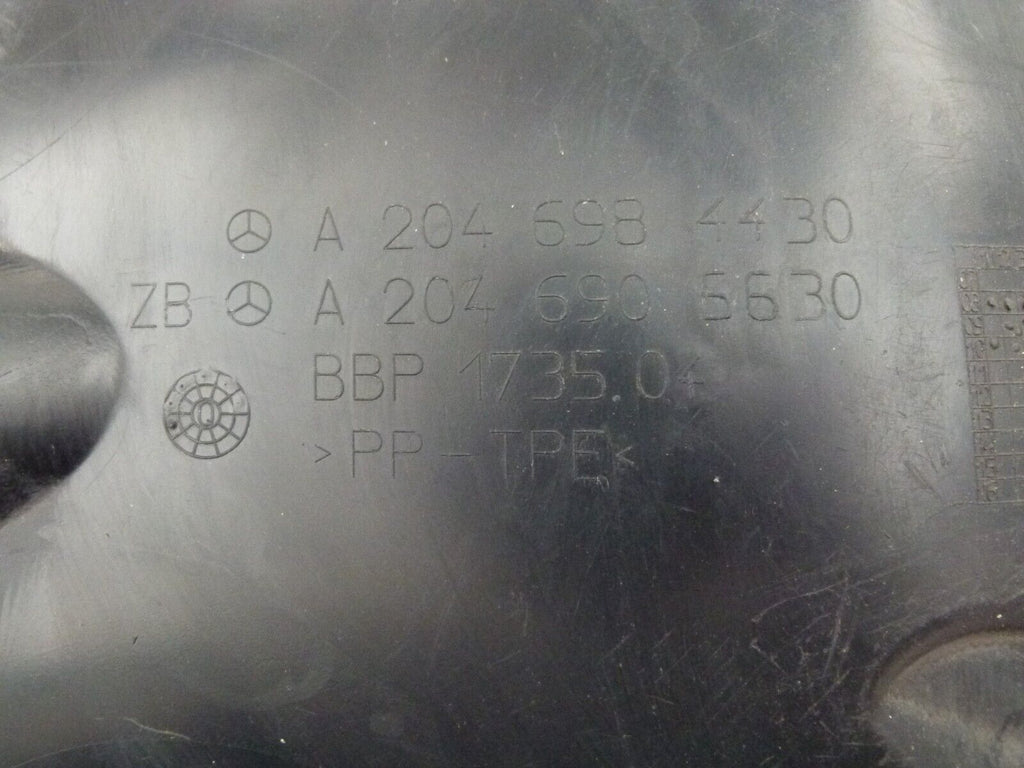 A 204 698 4430
ZB A 204 690 5630
BBP 1735.04
>PP-TPE<